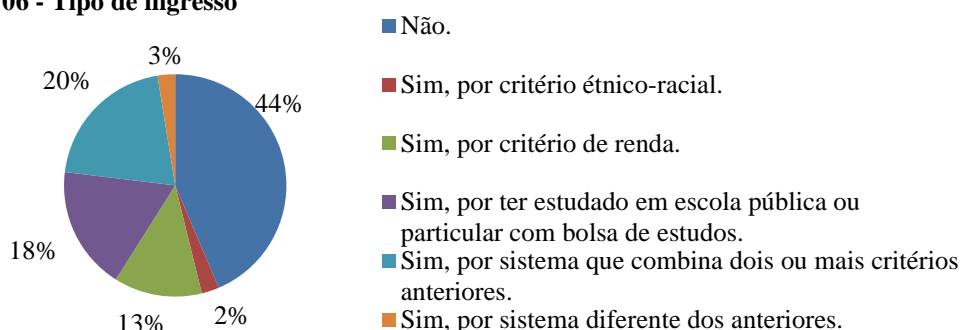 06 - Tipo de ingresso
3%
20%
44%
18%
13%
2%
Não.
Sim, por critério étnico-racial.
Sim, por critério de renda.
Sim, por ter estudado em escola pública ou
particular com bolsa de estudos.
Sim, por sistema que combina dois ou mais critérios
anteriores.
Sim, por sistema diferente dos anteriores.